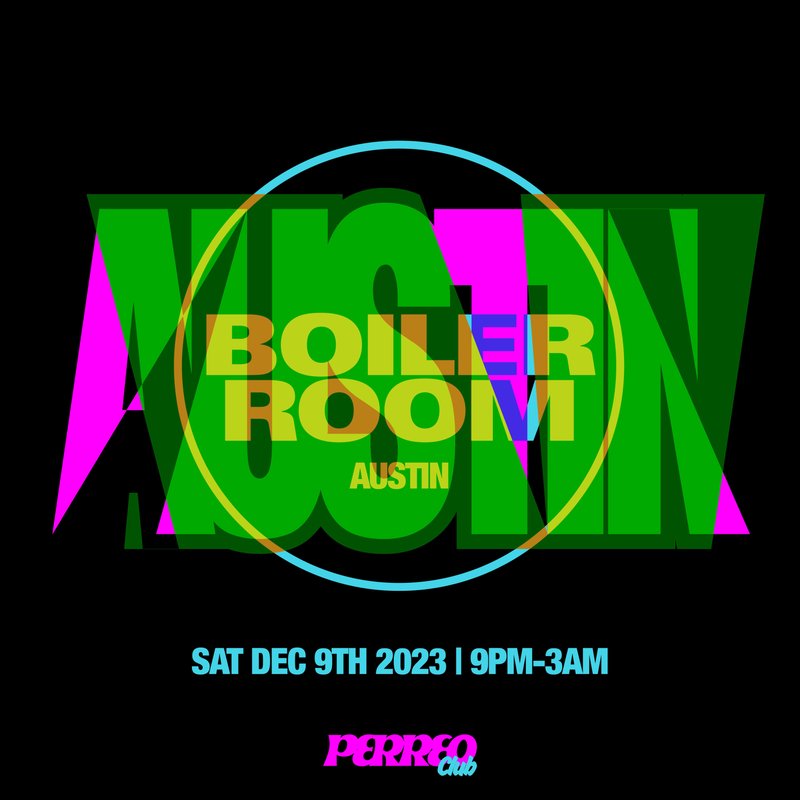 AUSTIN
BOILER
ROOM
AUSTIN
SAT DEC 9TH 2023 | 9PM-3AM
PERREO
Club